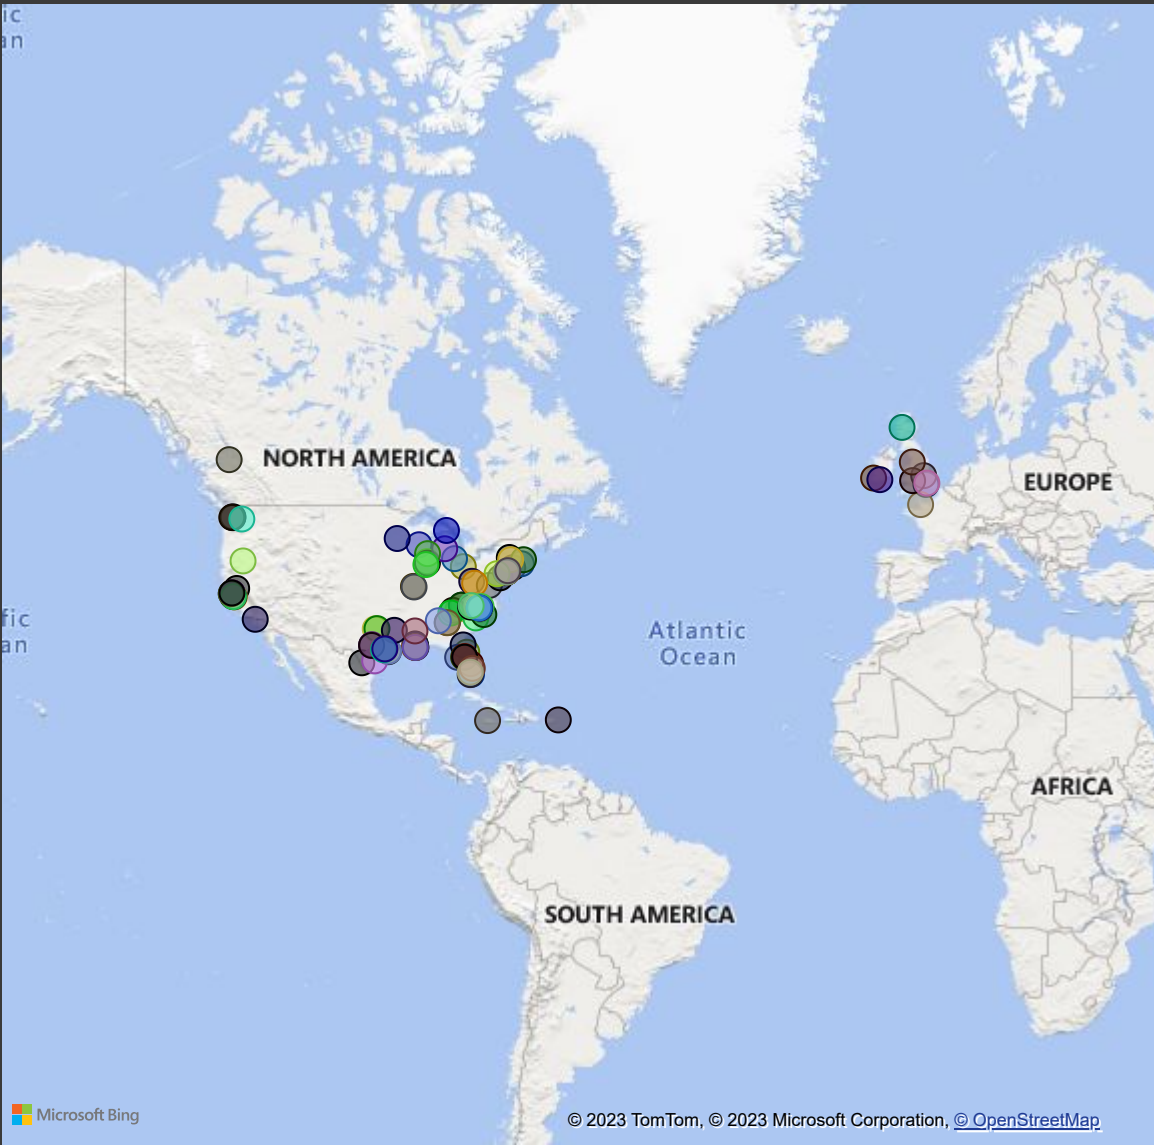 ic
an
NORTH AMERICA
EUROPE
fic
an
Atlantic
Ocean
AFRICA
SOUTH AMERICA
Microsoft Bing
© 2023 TomTom, © 2023 Microsoft Corporation, © OpenStreetMap